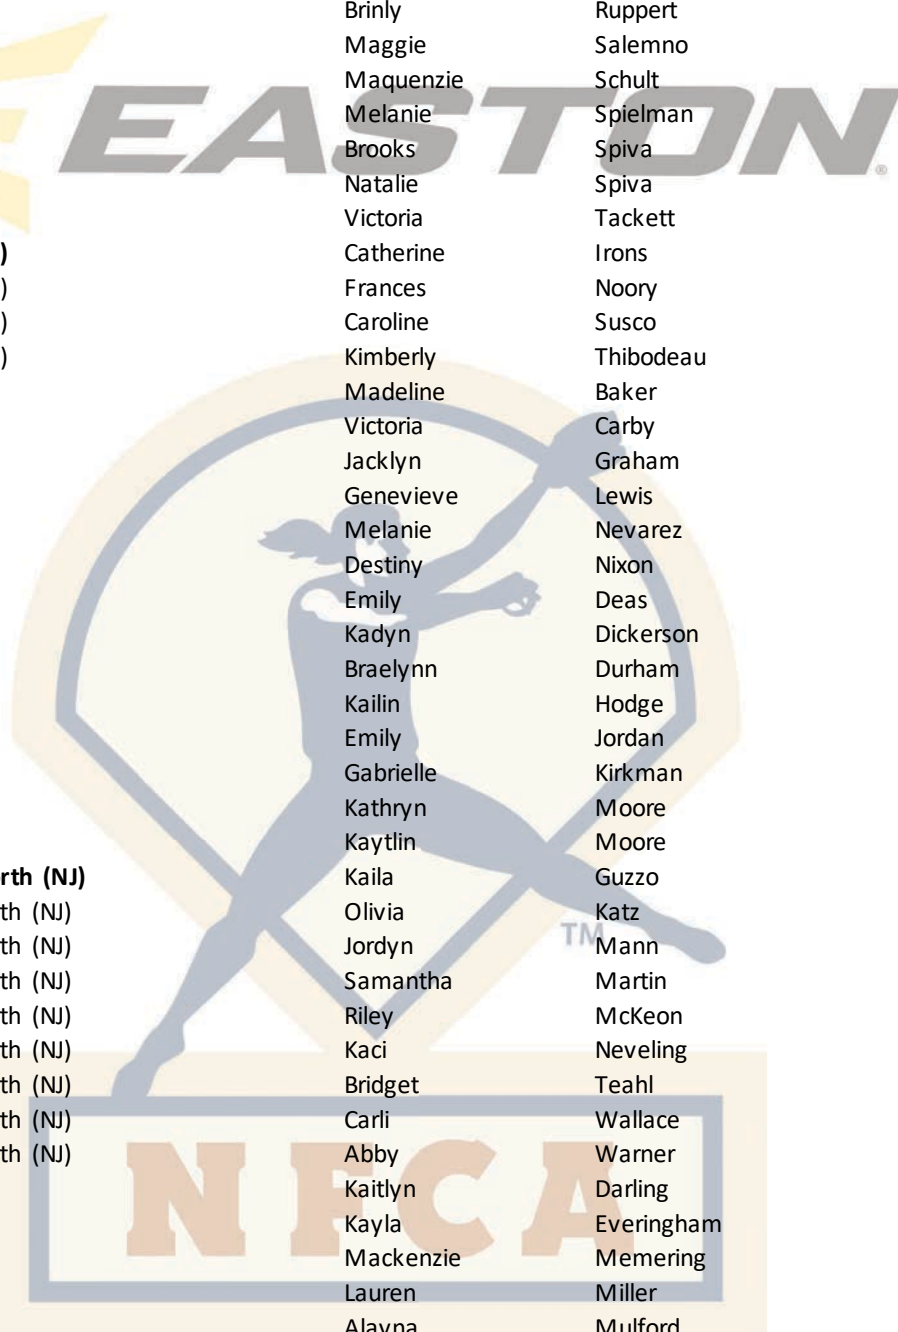 Brinly Ruppert
Maggie Salemno
Maquenzie Schult
EASTON®
Melanie Spielman
Brooks Spiva
Natalie Spiva
Victoria Tackett
) Catherine Irons
) Frances Noory
) Caroline Susco
) Kimberly Thibodeau
Madeline Baker
Victoria Carby
Jacklyn Graham
Genevieve Lewis
Melanie Nevarez
Destiny Nixon
Emily Deas
Kadyn Dickerson
Braelynn Durham
Kailin Hodge
Emily Jordan
Gabrielle Kirkman
Kathryn Moore
Kaytlin Moore
rth (NJ) Kaila Guzzo
th (NJ) Olivia Katz
TM
th (NJ) Jordyn Mann
th (NJ) Samantha Martin
th (NJ) Riley McKeon
th (NJ) Kaci Neveling
th (NJ) Bridget Teahl
th (NJ) Carli Wallace
th (NJ) Abby Warner
NFCA
Kaitlyn Darling
Kayla Everingham
Mackenzie Memering
Lauren Miller
Alayna Mulford